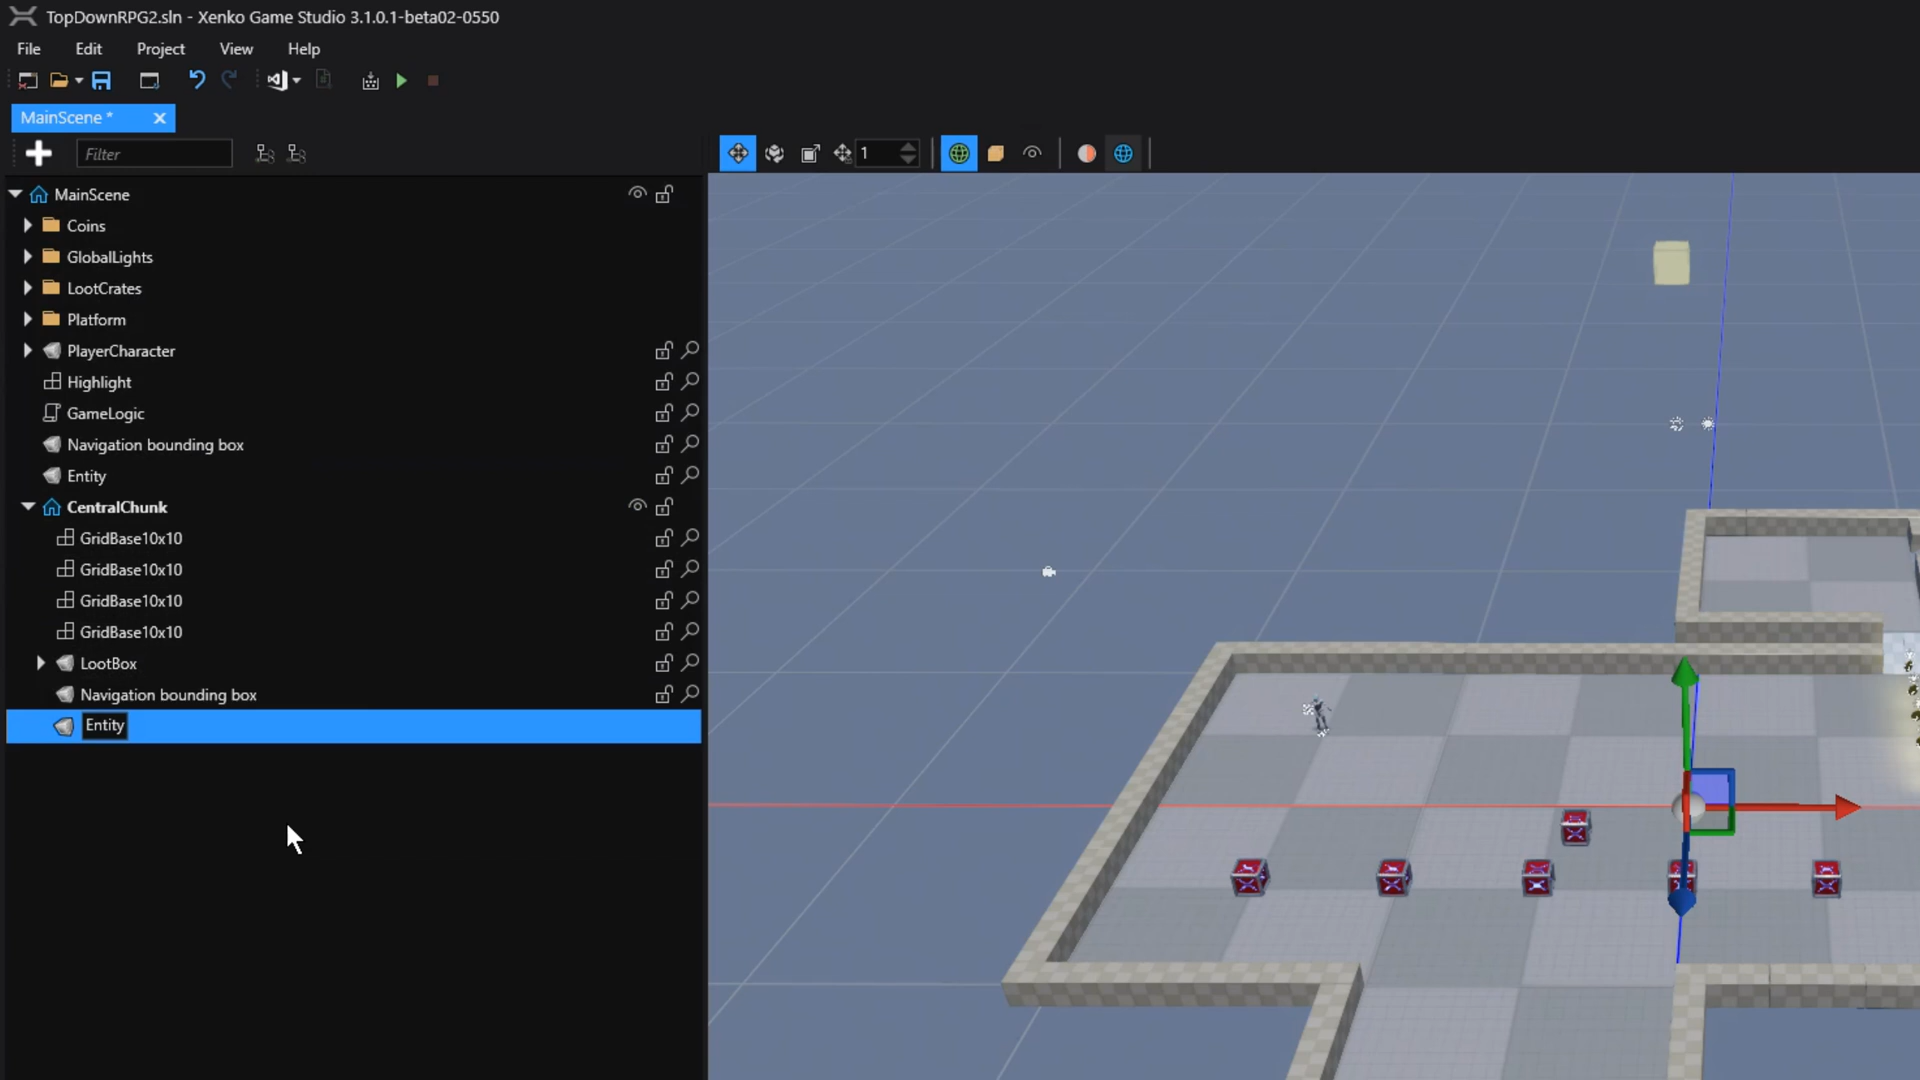 TopDownRPG2.sln - Xenko Game Studio 3.1.0.1-beta02-0550
File Edit Project View Help
MainScene *
Filter
1
MainScene
Coins
GlobalLights
LootCrates
Platform
PlayerCharacter
Highlight
GameLogic
Navigation bounding box
Entity
CentralChunk
GridBase10x10
GridBase10x10
GridBase10x10
GridBase10x10
LootBox
Navigation bounding box
Entity